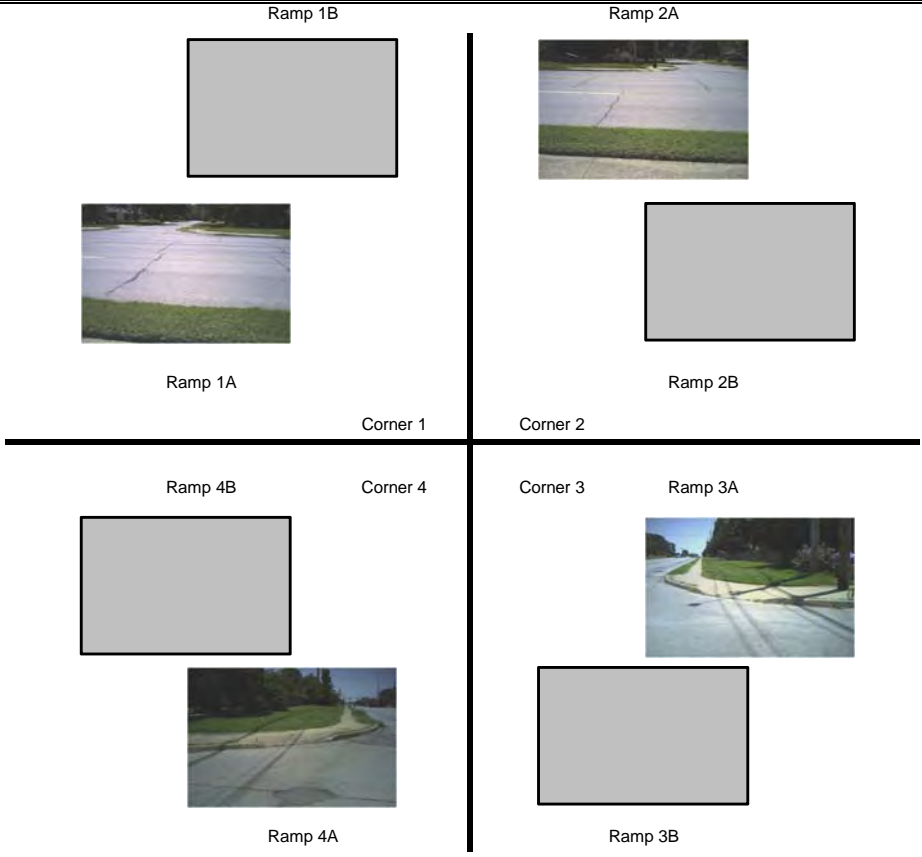 Ramp 1B
Ramp 2A
Ramp 1A
Ramp 2B
Corner 1
Corner 2
Ramp 4B
Corner 4
Corner 3
Ramp 3A
Ramp 4A
Ramp 3B